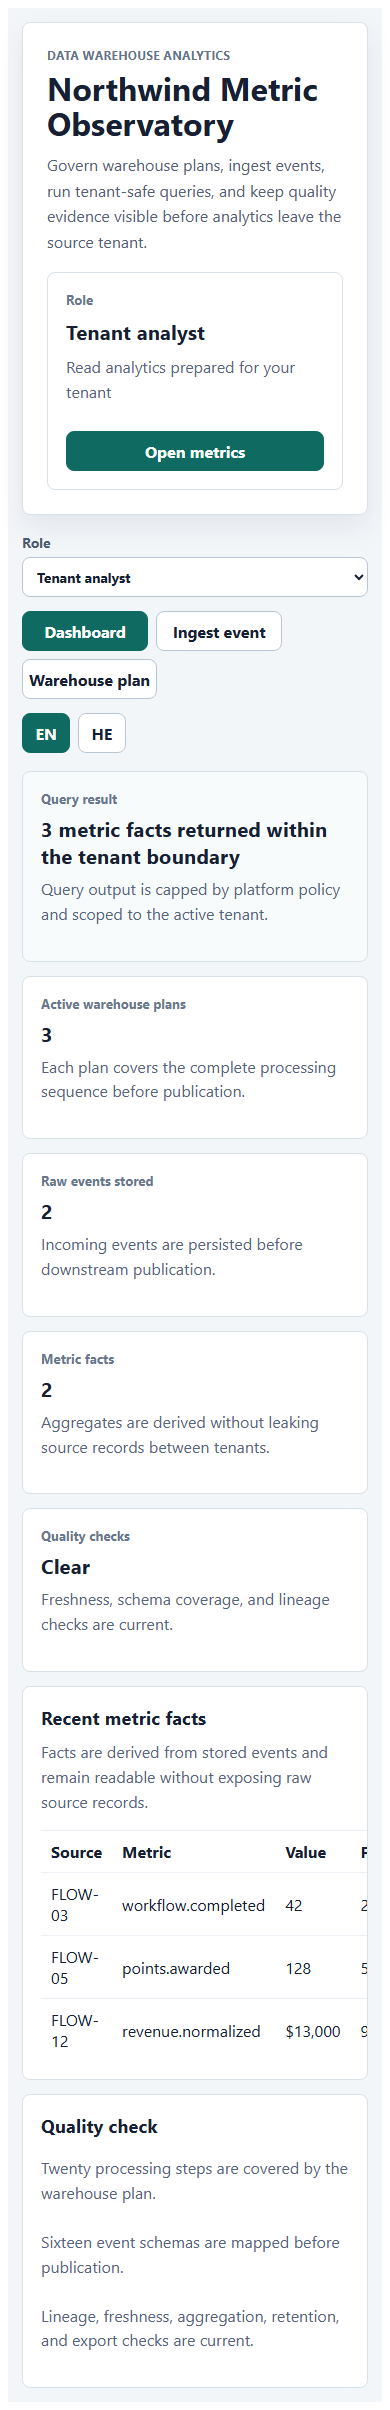 DATA WAREHOUSE ANALYTICS
Northwind Metric
Observatory
Govern warehouse plans, ingest events,
run tenant-safe queries, and keep quality
evidence visible before analytics leave the
source tenant.
Role
Tenant analyst
Read analytics prepared for your
tenant
Open metrics
Role
Tenant analyst
Dashboard Ingest event
Warehouse plan
EN HE
Query result
3 metric facts returned within
the tenant boundary
Query output is capped by platform policy
and scoped to the active tenant.
Active warehouse plans
3
Each plan covers the complete processing
sequence before publication.
Raw events stored
2
Incoming events are persisted before
downstream publication.
Metric facts
2
Aggregates are derived without leaking
source records between tenants.
Quality checks
Clear
Freshness, schema coverage, and lineage
checks are current.
Recent metric facts
Facts are derived from stored events and
remain readable without exposing raw
source records.
Source Metric Value
FLOW-
03 workflow.completed 42
FLOW-
05 points.awarded 128
FLOW-
12 revenue.normalized $13,000
Quality check
Twenty processing steps are covered by the
warehouse plan.
Sixteen event schemas are mapped before
publication.
Lineage, freshness, aggregation, retention,
and export checks are current.